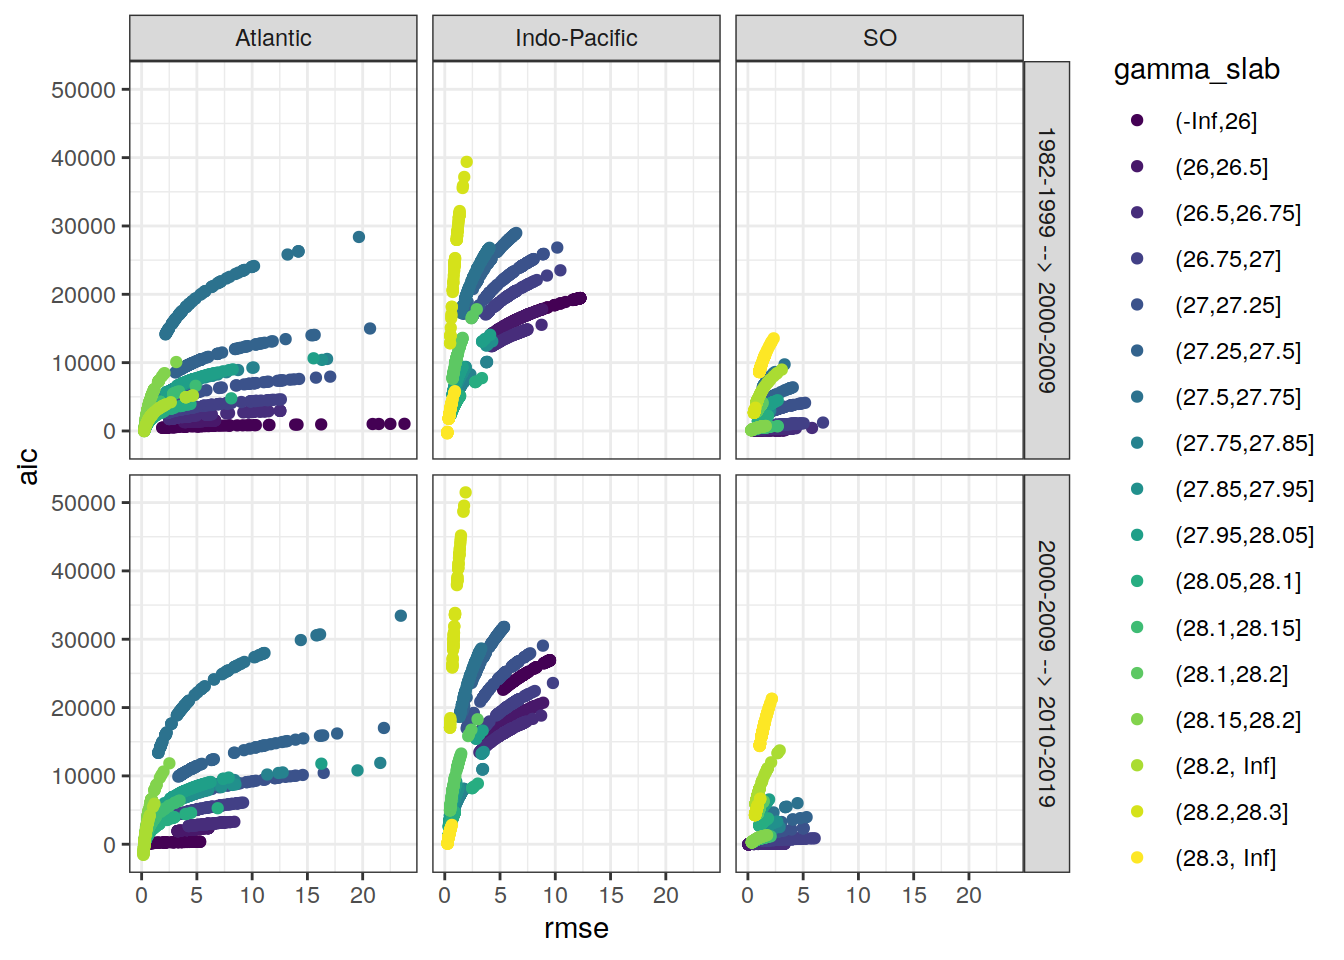 Atlantic
Indo-Pacific
SO
gamma_slab
50000
40000
30000
20000
10000
0
1982-1999 --> 2000-2009
aic
50000
40000
30000
20000
10000
0
2000-2009 --> 2010-2019
0 5 10 15 20
0 5 10 15 20
0 5 10 15 20
rmse
(-Inf,26]
(26,26.5]
(26.5,26.75]
(26.75,27]
(27,27.25]
(27.25,27.5]
(27.5,27.75]
(27.75,27.85]
(27.85,27.95]
(27.95,28.05]
(28.05,28.1]
(28.1,28.15]
(28.1,28.2]
(28.15,28.2]
(28.2, Inf]
(28.2,28.3]
(28.3, Inf]